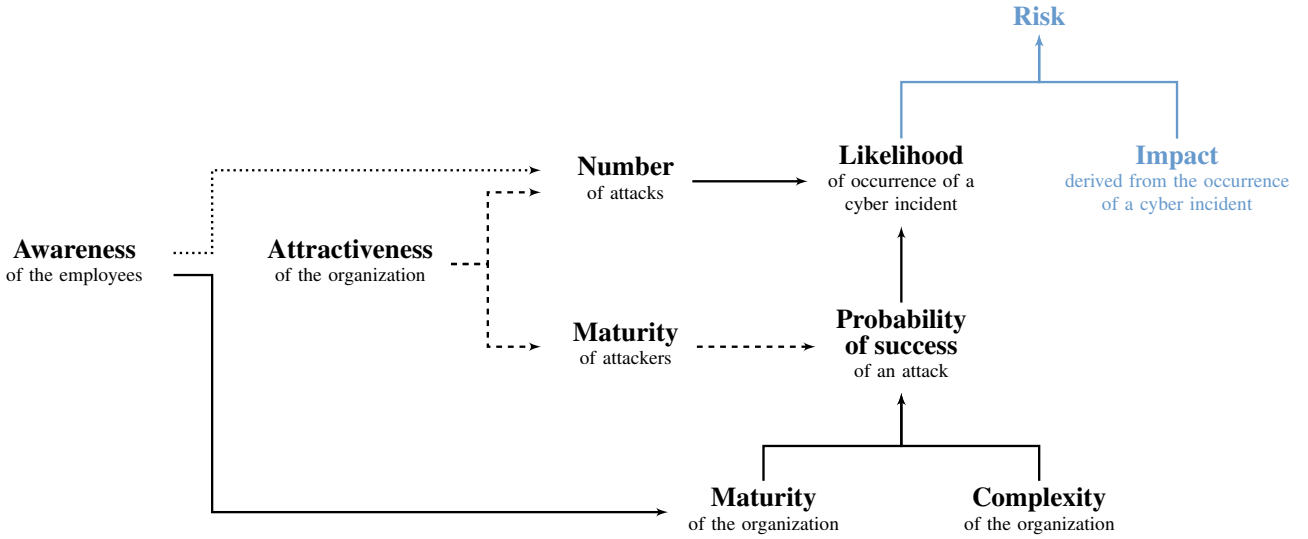 Risk
Number
of attacks
Likelihood
of occurrence of a
cyber incident
Impact
derived from the occurrence
of a cyber incident
Awareness
of the employees
Attractiveness
of the organization
Maturity
of attackers
Probability
of success
of an attack
Maturity
of the organization
Complexity
of the organization